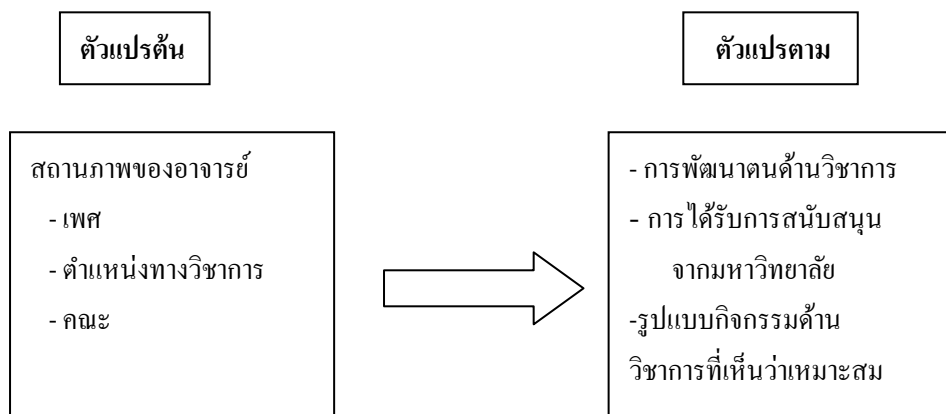 ตัวแปรต้น
ตัวแปรตาม
สถานภาพของอาจารย์
- เพศ
- ตำแหน่งทางวิชาการ
- คณะ
- การพัฒนาตนด้านวิชาการ
- การได้รับการสนับสนุน
จากมหาวิทยาลัย
-รูปแบบกิจกรรมด้าน
วิชาการที่เห็นว่าเหมาะสม